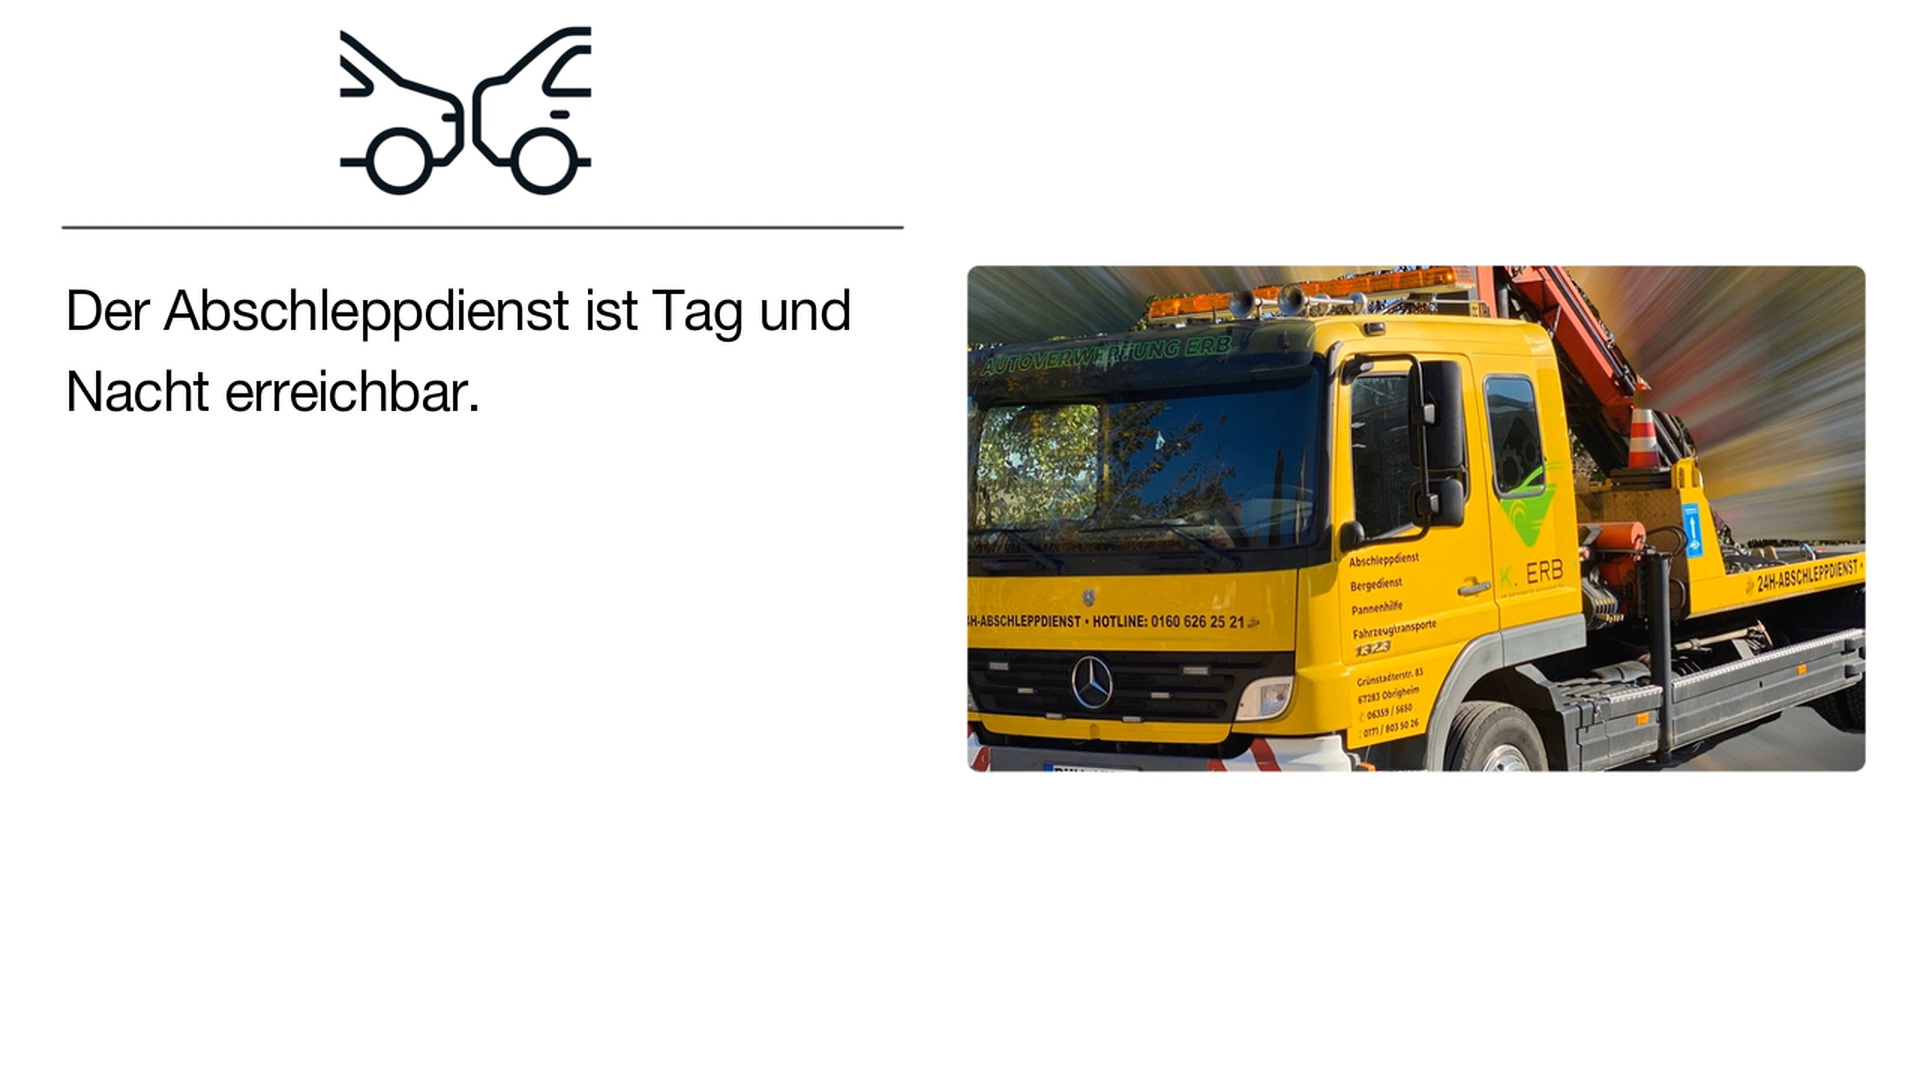 Der Abschleppdienst ist Tag und
Nacht erreichbar.
AUTOVERWERTUNG ERB
Abschleppdienst
Bergedienst
Pannenhilfe
Fahrzeugtransporte
K. ERB
24H-ABSCHLEPPDIENST •
H-ABSCHLEPPDIENST • HOTLINE: 0160 626 25 21
Grünstadterstr. 83
67283 Obrigheim
06359 / 5650
0171 / 803 50 26